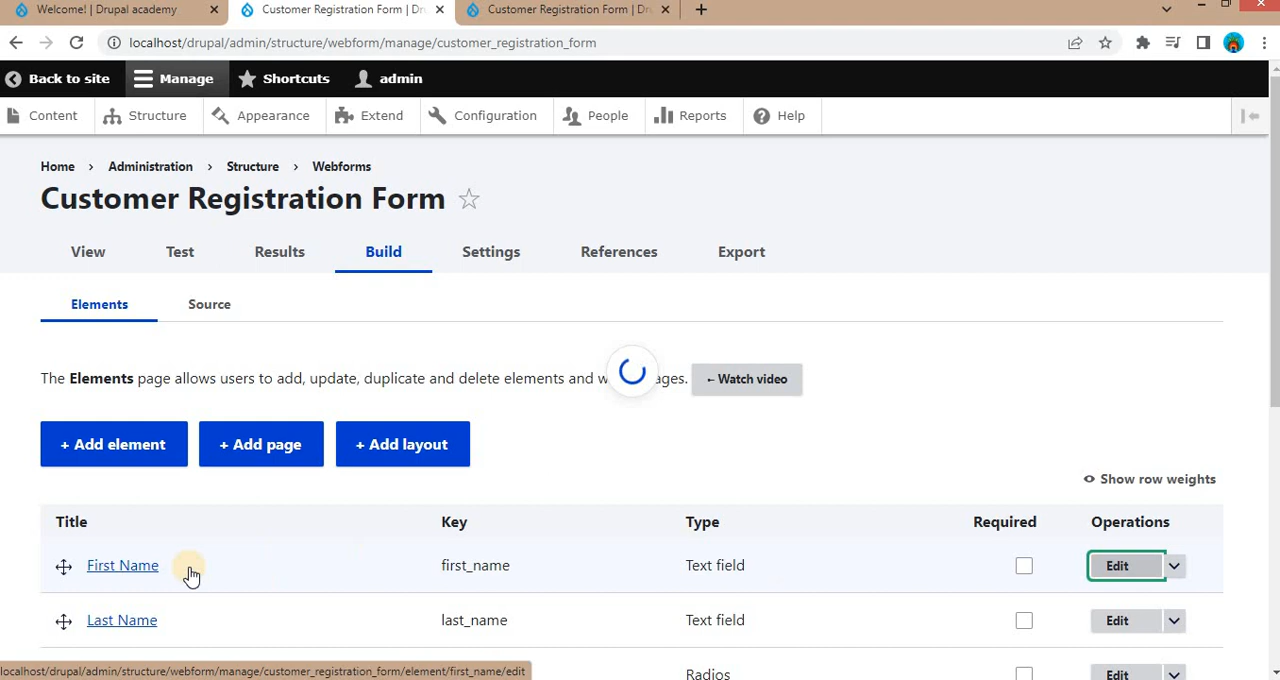 Welcome! | Drupal academy
Customer Registration Form | Dr
Customer Registration Form | Dr
localhost/drupal/admin/structure/webform/manage/customer_registration_form
Back to site
Manage
Shortcuts
admin
Content
Structure
Appearance
Extend
Configuration
People
Reports
Help
Home › Administration › Structure › Webforms
Customer Registration Form
View
Test
Results
Build
Settings
References
Export
Elements
Source
The Elements page allows users to add, update, duplicate and delete elements and w ages.
Watch video
+ Add element
+ Add page
+ Add layout
Show row weights
Title Key Type Required Operations
First Name first_name Text field Edit
Last Name last_name Text field Edit
Radios Edit
localhost/drupal/admin/structure/webform/manage/customer_registration_form/element/first_name/edit